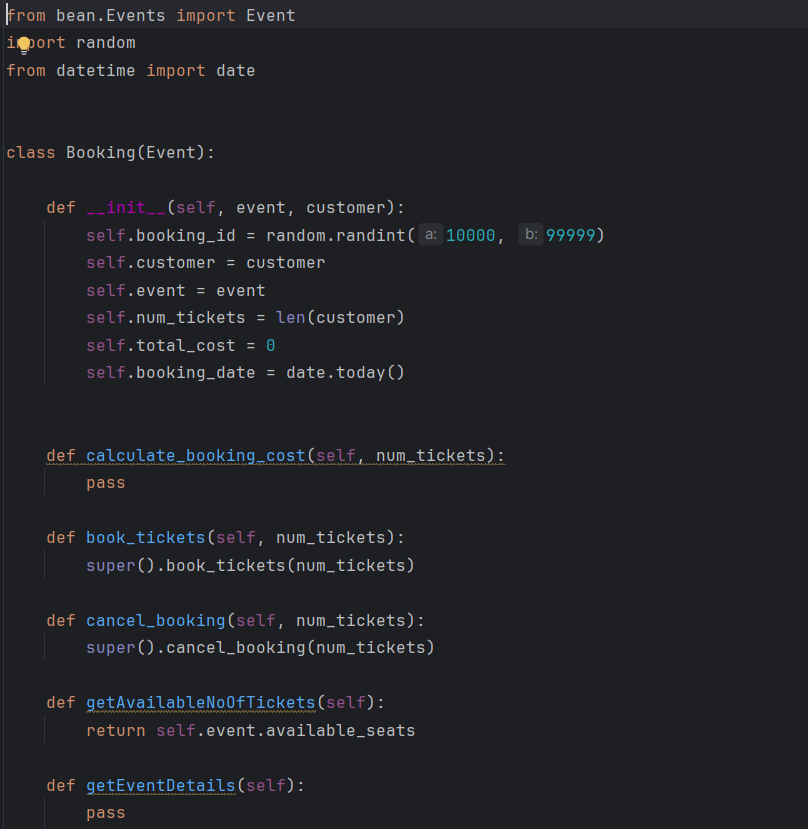 from bean.Events import Event
import random
from datetime import date
class Booking(Event):
    def __init__(self, event, customer):
        self.booking_id = random.randint( a: 10000, b: 99999)
        self.customer = customer
        self.event = event
        self.num_tickets = len(customer)
        self.total_cost = 0
        self.booking_date = date.today()
    def calculate_booking_cost(self, num_tickets):
        pass
    def book_tickets(self, num_tickets):
        super().book_tickets(num_tickets)
    def cancel_booking(self, num_tickets):
        super().cancel_booking(num_tickets)
    def getAvailableNoOfTickets(self):
        return self.event.available_seats
    def getEventDetails(self):
        pass